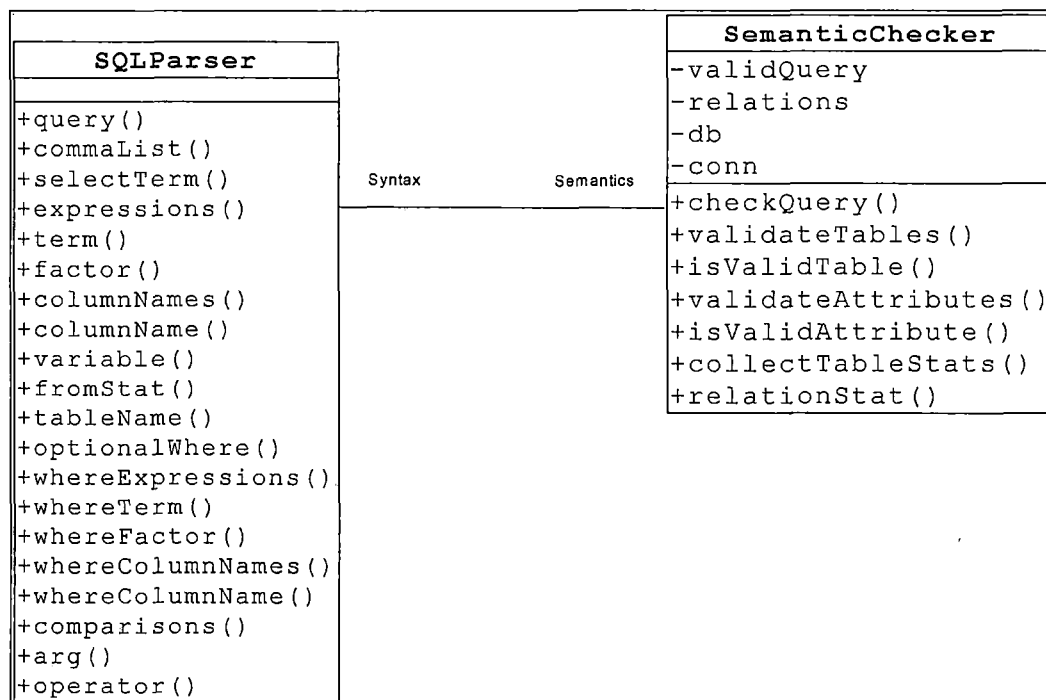 SQLParser
+query()
+commaList()
+selectTerm()
+expressions()
+term()
+factor()
+columnNames()
+columnName()
+variable()
+fromStat()
+tableName()
+optionalWhere()
+whereExpressions()
+whereTerm()
+whereFactor()
+whereColumnNames()
+whereColumnName()
+comparisons()
+arg()
+operator()
Syntax
Semantics
SemanticChecker
-validQuery
-relations
-db
-conn
+checkQuery()
+validateTables()
+isValidTable()
+validateAttributes()
+isValidAttribute()
+collectTableStats()
+relationStat()